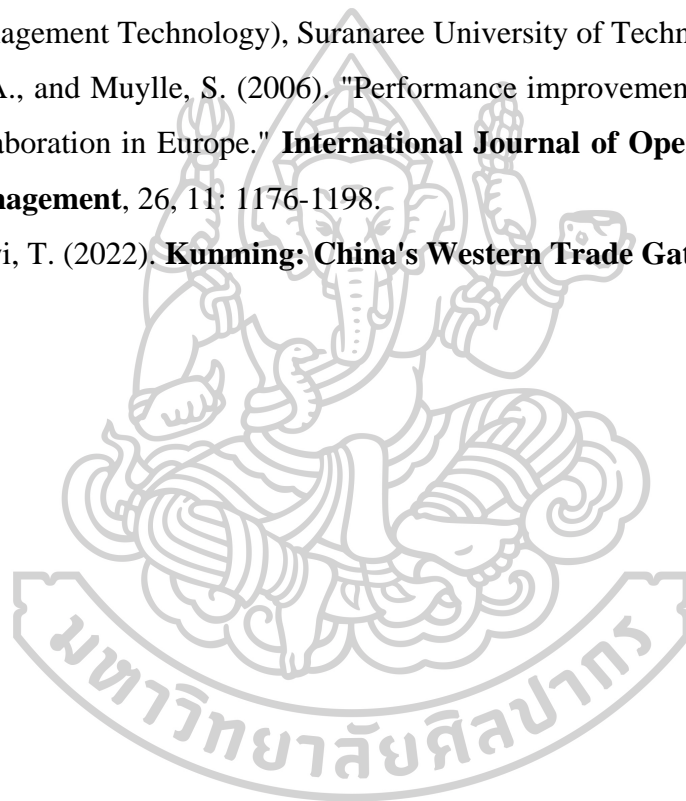 nagement Technology), Suranaree University of Techn
A., and Muylle, S. (2006). "Performance improvemen
aboration in Europe." International Journal of Ope
nagement, 26, 11: 1176-1198.
ri, T. (2022). Kunming: China's Western Trade Gat
มหาวิทยาลัยศิลปากร